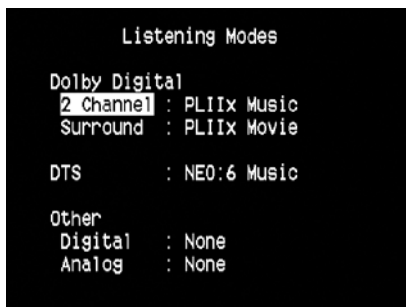 Listening Modes
Dolby Digital
2 Channel : PLIIx Music
Surround : PLIIx Movie
DTS : NEO:6 Music
Other
Digital : None
Analog : None